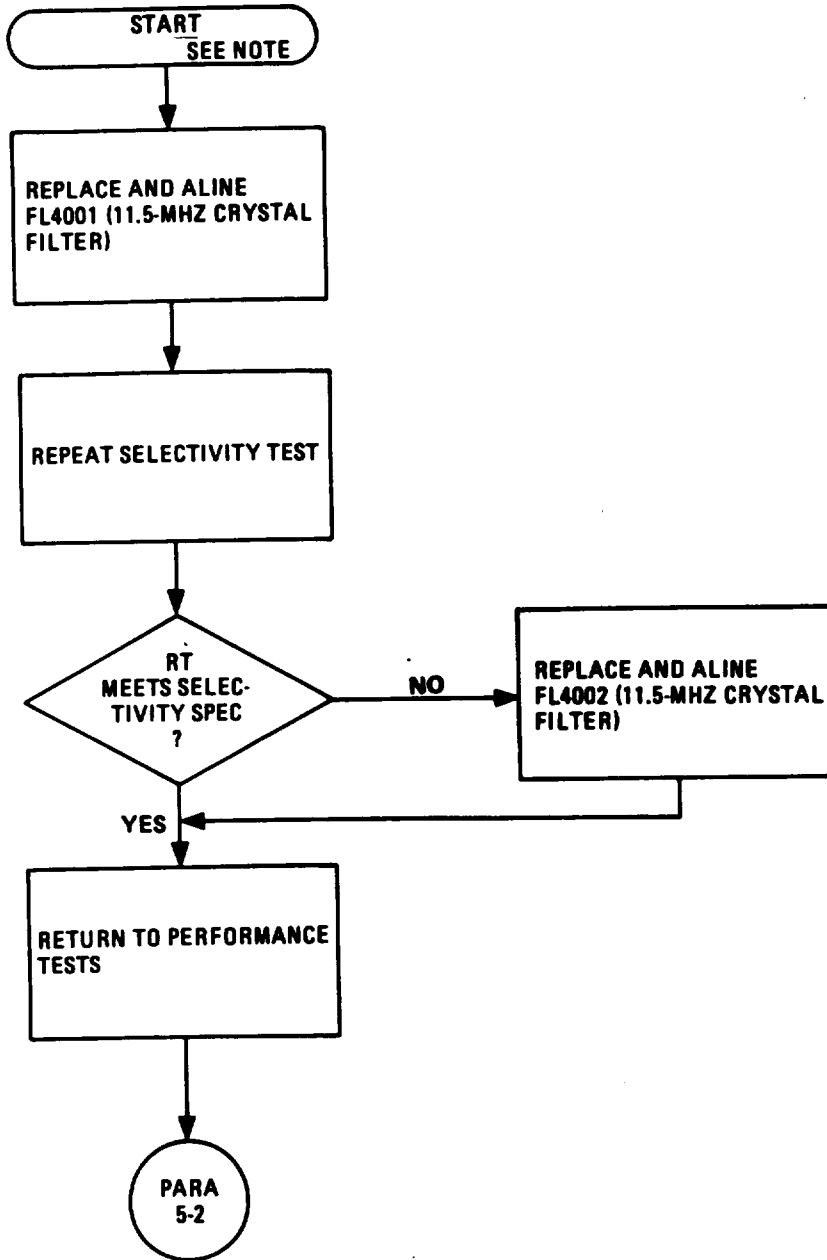 START
SEE NOTE
REPLACE AND ALINE
FL4001 (11.5-MHZ CRYSTAL
FILTER)
REPEAT SELECTIVITY TEST
RT
MEETS SELEC-
TIVITY SPEC
?
NO
REPLACE AND ALINE
FL4002 (11.5-MHZ CRYSTAL
FILTER)
YES
RETURN TO PERFORMANCE
TESTS
PARA
5-2